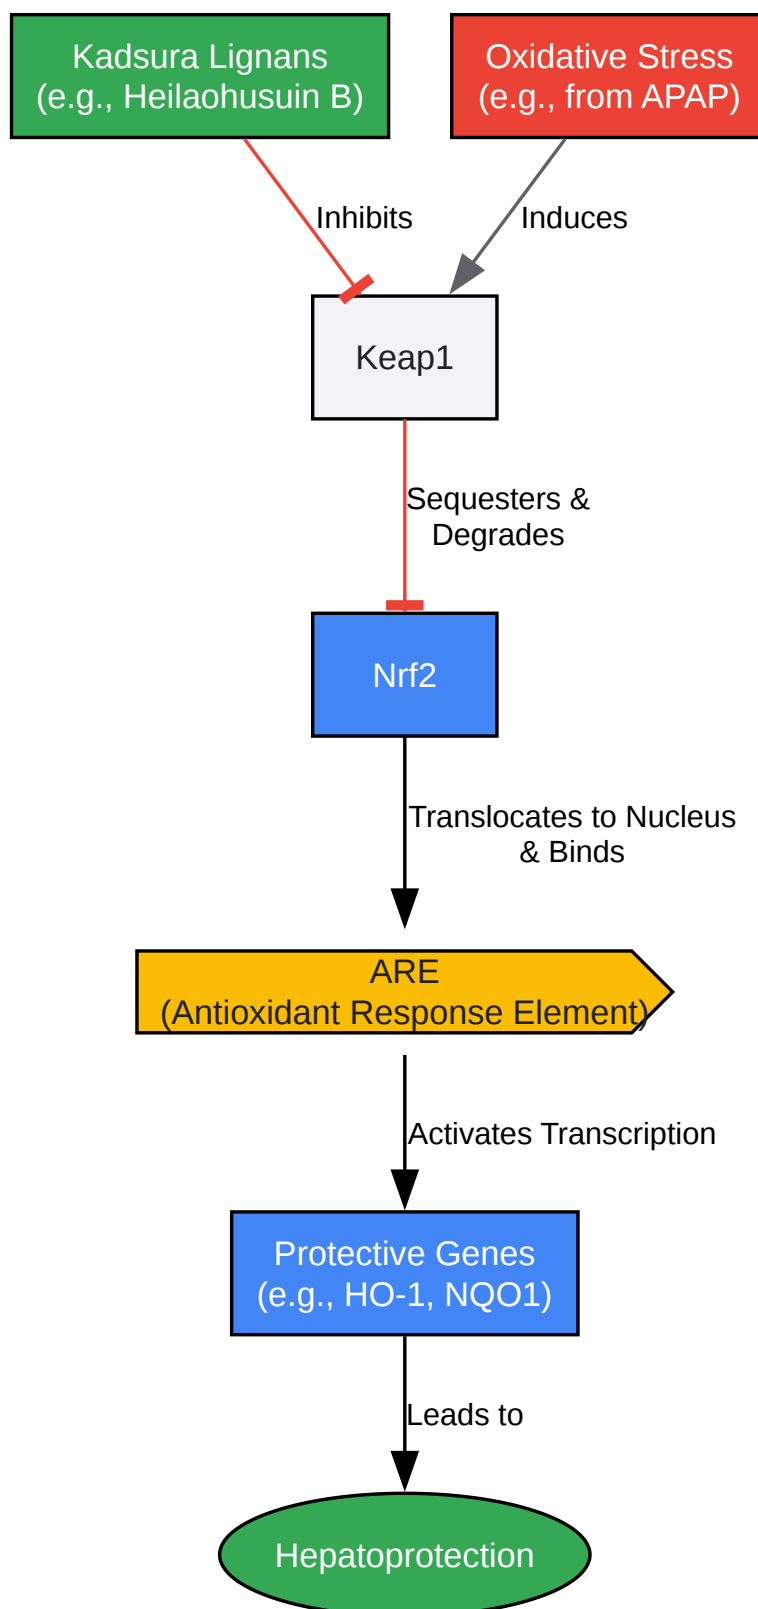 Kadsura Lignans
(e.g., Heilaohusuin B)
Oxidative Stress
(e.g., from APAP)
Inhibits
Induces
Keap1
Sequesters &
Degrades
Nrf2
Translocates to Nucleus
& Binds
ARE
(Antioxidant Response Element)
Activates Transcription
Protective Genes
(e.g., HO-1, NQO1)
Leads to
Hepatoprotection